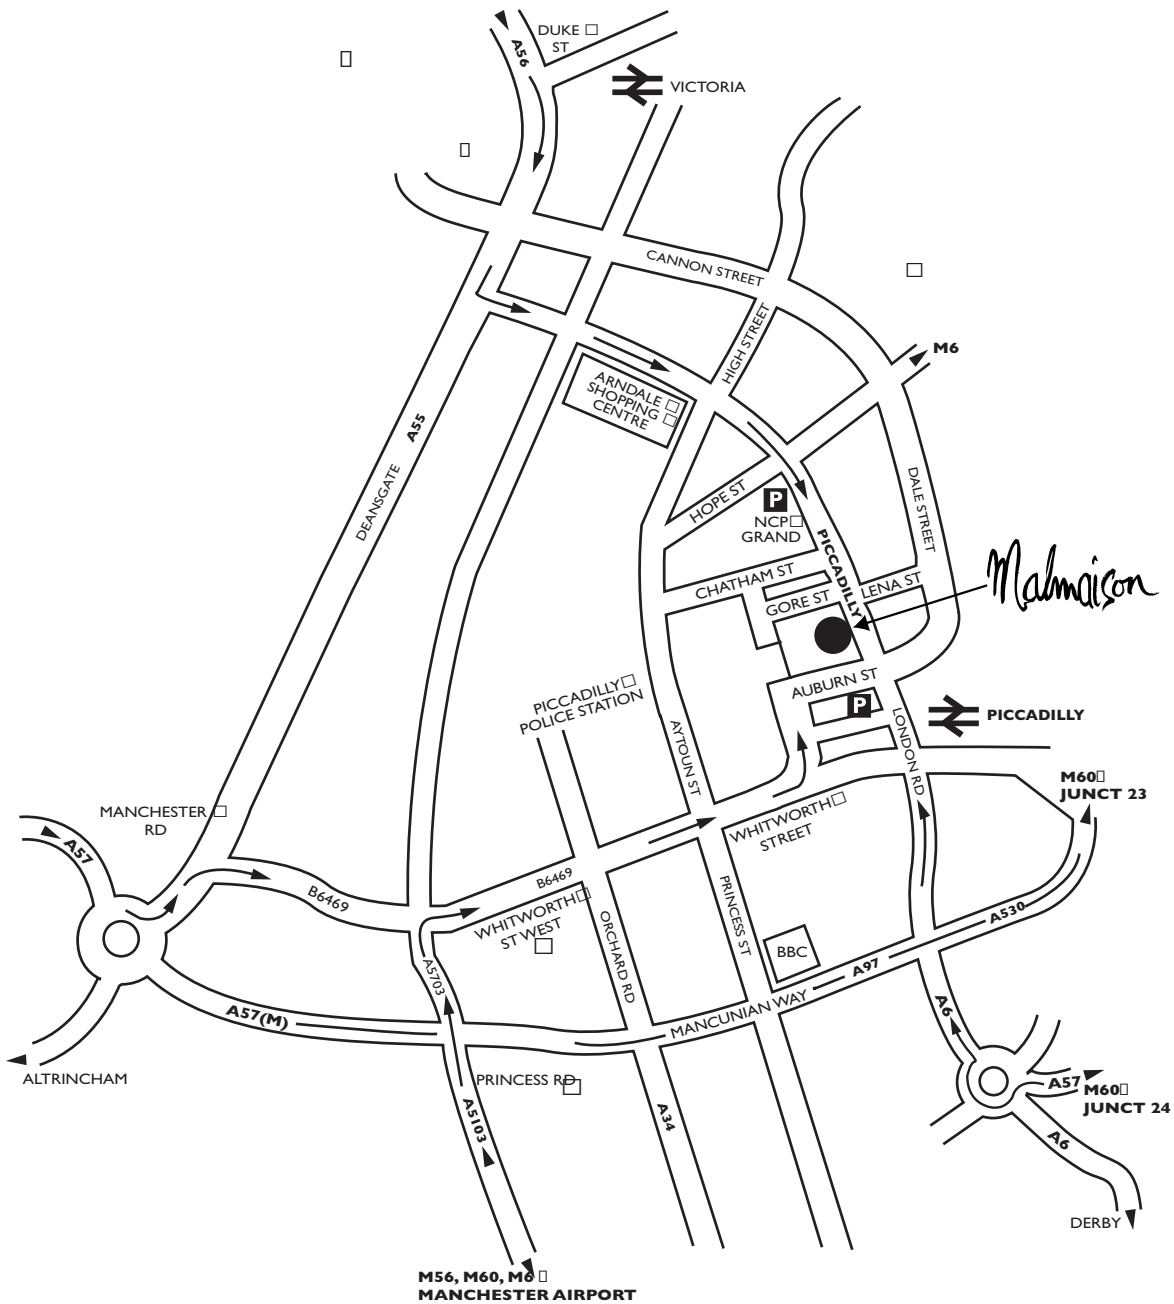 DUKE
ST
A56
VICTORIA
CANNON STREET
HIGH STREET
M6
ARNDALE
SHOPPING
CENTRE
A55
DEANSGATE
HOPE ST
P
NCP
GRAND
PICCADILLY
DALE STREET
CHATHAM ST
GORE ST
LENA ST
Malmaison
AUBURN ST
P
PICCADILLY
POLICE STATION
AYTOUN ST
LONDON RD
PICCADILLY
M60
JUNCT 23
MANCHESTER
RD
A57
WHITWORTH
STREET
B6469
B6469
WHITWORTH
ST WEST
ORCHARD RD
PRINCESS ST
BBC
A530
A97
A5703
A57(M)
MANCUNIAN WAY
A6
ALTRINCHAM
PRINCESS RD
A5103
A34
A57
M60
JUNCT 24
A6
DERBY
M56, M60, M6
MANCHESTER AIRPORT